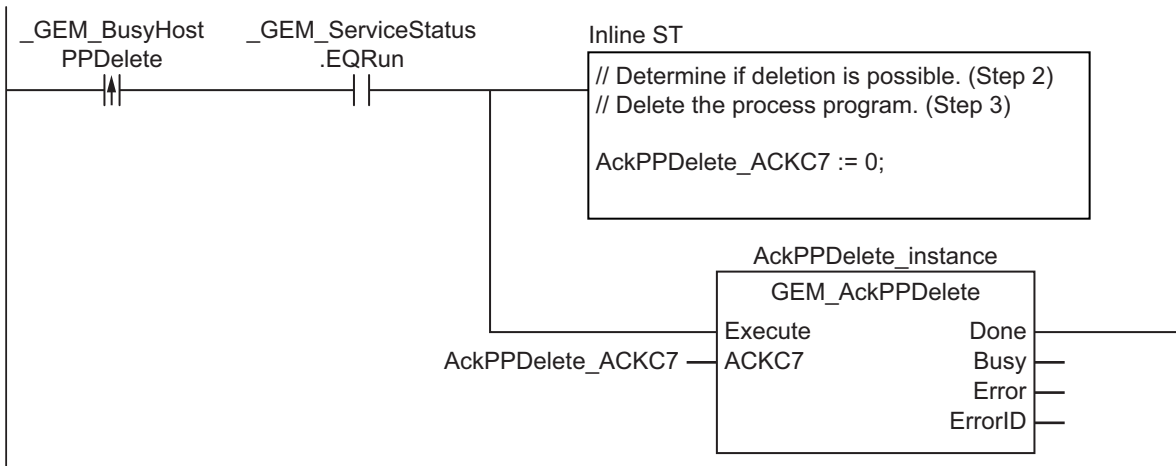 _GEM_BusyHost
PPDelete
_GEM_ServiceStatus
.EQRun
Inline ST
// Determine if deletion is possible. (Step 2)
// Delete the process program. (Step 3)
AckPPDelete_ACKC7 := 0;
AckPPDelete_instance
GEM_AckPPDelete
Execute
Done
AckPPDelete_ACKC7
ACKC7
Busy
Error
ErrorID